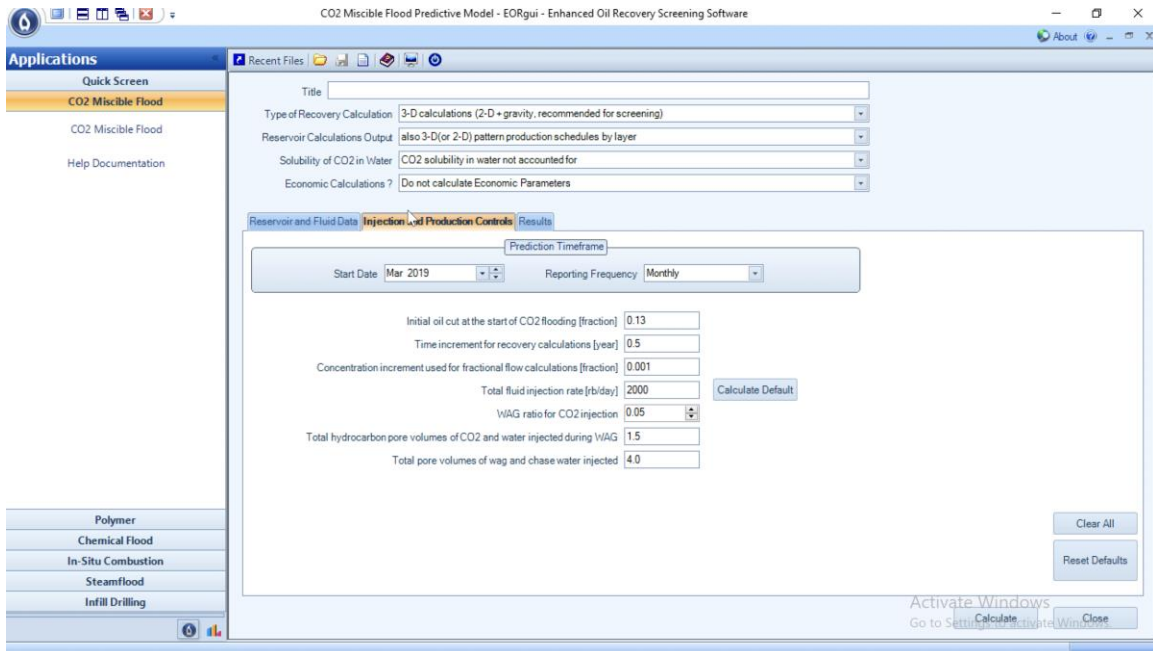 CO2 Miscible Flood Predictive Model - EORgui - Enhanced Oil Recovery Screening Software
About
Applications
Recent Files
Quick Screen
CO2 Miscible Flood
CO2 Miscible Flood
Help Documentation
Title
Type of Recovery Calculation 3-D calculations (2-D + gravity, recommended for screening)
Reservoir Calculations Output also 3-D(or 2-D) pattern production schedules by layer
Solubility of CO2 in Water CO2 solubility in water not accounted for
Economic Calculations ? Do not calculate Economic Parameters
Reservoir and Fluid Data Injection and Production Controls Results
Prediction Timeframe
Start Date Mar 2019 Reporting Frequency Monthly
Initial oil cut at the start of CO2 flooding [fraction] 0.13
Time increment for recovery calculations [year] 0.5
Concentration increment used for fractional flow calculations [fraction] 0.001
Total fluid injection rate [rb/day] 2000 Calculate Default
WAG ratio for CO2 injection 0.05
Total hydrocarbon pore volumes of CO2 and water injected during WAG 1.5
Total pore volumes of wag and chase water injected 4.0
Polymer
Chemical Flood
In-Situ Combustion
Steamflood
Infill Drilling
Clear All
Reset Defaults
Activate Windows
Go to Settings to activate Windows.
Calculate Close